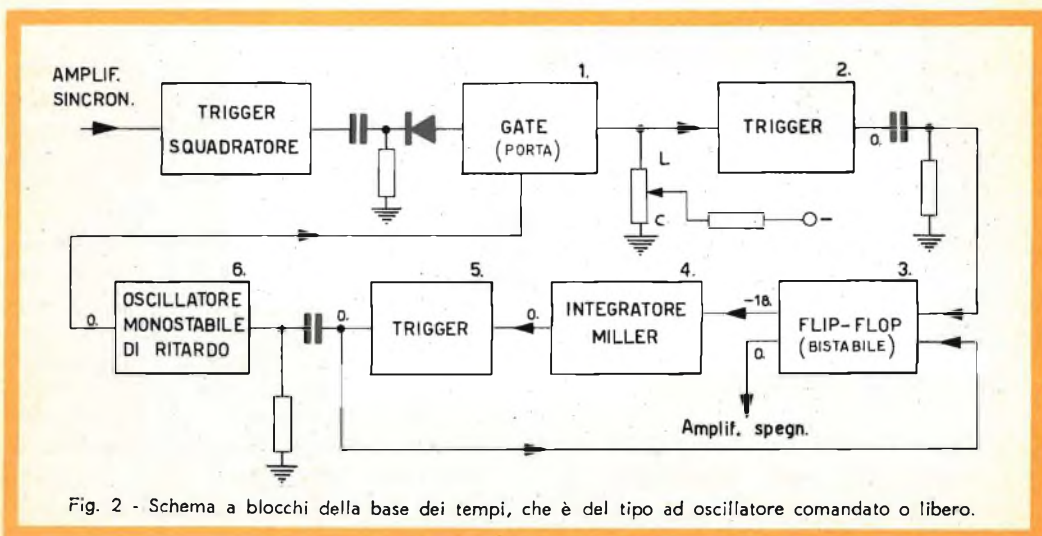 AMPLIF.
SINCRON.
TRIGGER
SQUADRATORE
1.
GATE
(PORTA)
L.
C.
–
2.
TRIGGER
0.
6.
OSCILLATORE
MONOSTABILE
DI RITARDO
0.
5.
TRIGGER
0.
4.
INTEGRATORE
MILLER
0.
3.
FLIP-FLOP
(BISTABILE)
-18.
0.
Amplif. spegn.
Fig. 2 - Schema a blocchi della base dei tempi, che è del tipo ad oscillatore comandato o libero.